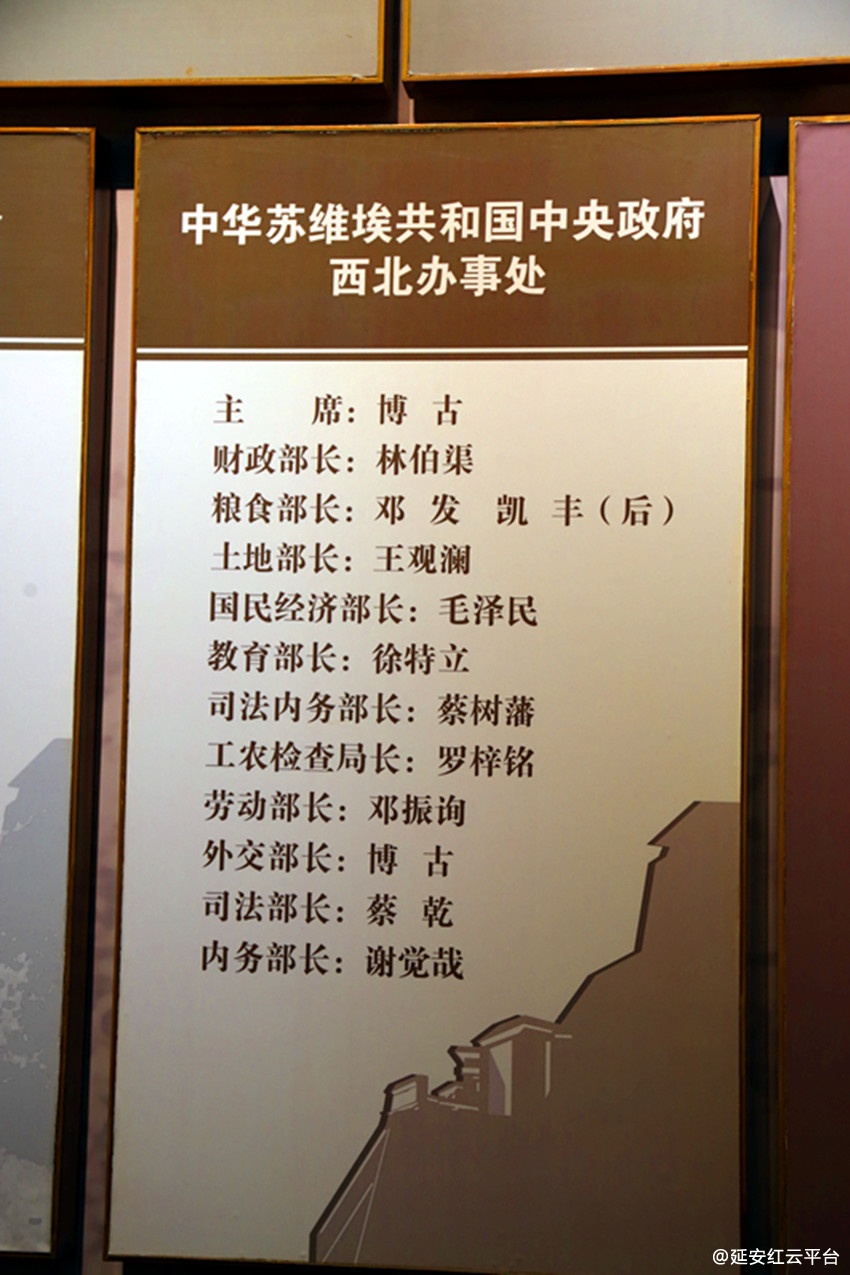 中华苏维埃共和国中央政府
西北办事处
主　　席：博　古
财政部长：林伯渠
粮食部长：邓　发　凯　丰（后）
土地部长：王观澜
国民经济部长：毛泽民
教育部长：徐特立
司法内务部长：蔡树藩
工农检查局长：罗梓铭
劳动部长：邓振询
外交部长：博　古
司法部长：蔡　乾
内务部长：谢觉哉
@延安红云平台